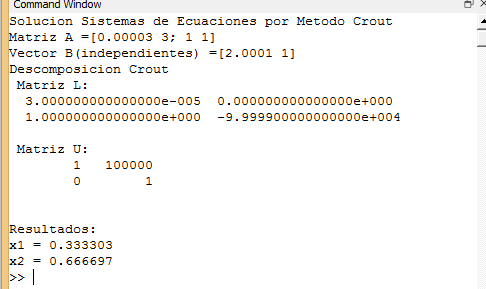 Command Window
Solucion Sistemas de Ecuaciones por Metodo Crout
Matriz A =[0.00003 3; 1 1]
Vector B(independientes) =[2.0001 1]
Descomposicion Crout
Matriz L:
3.000000000000000e-005 0.000000000000000e+000
1.000000000000000e+000 -9.999900000000000e+004
Matriz U:
1 100000
0 1
Resultados:
x1 = 0.333303
x2 = 0.666697
>>